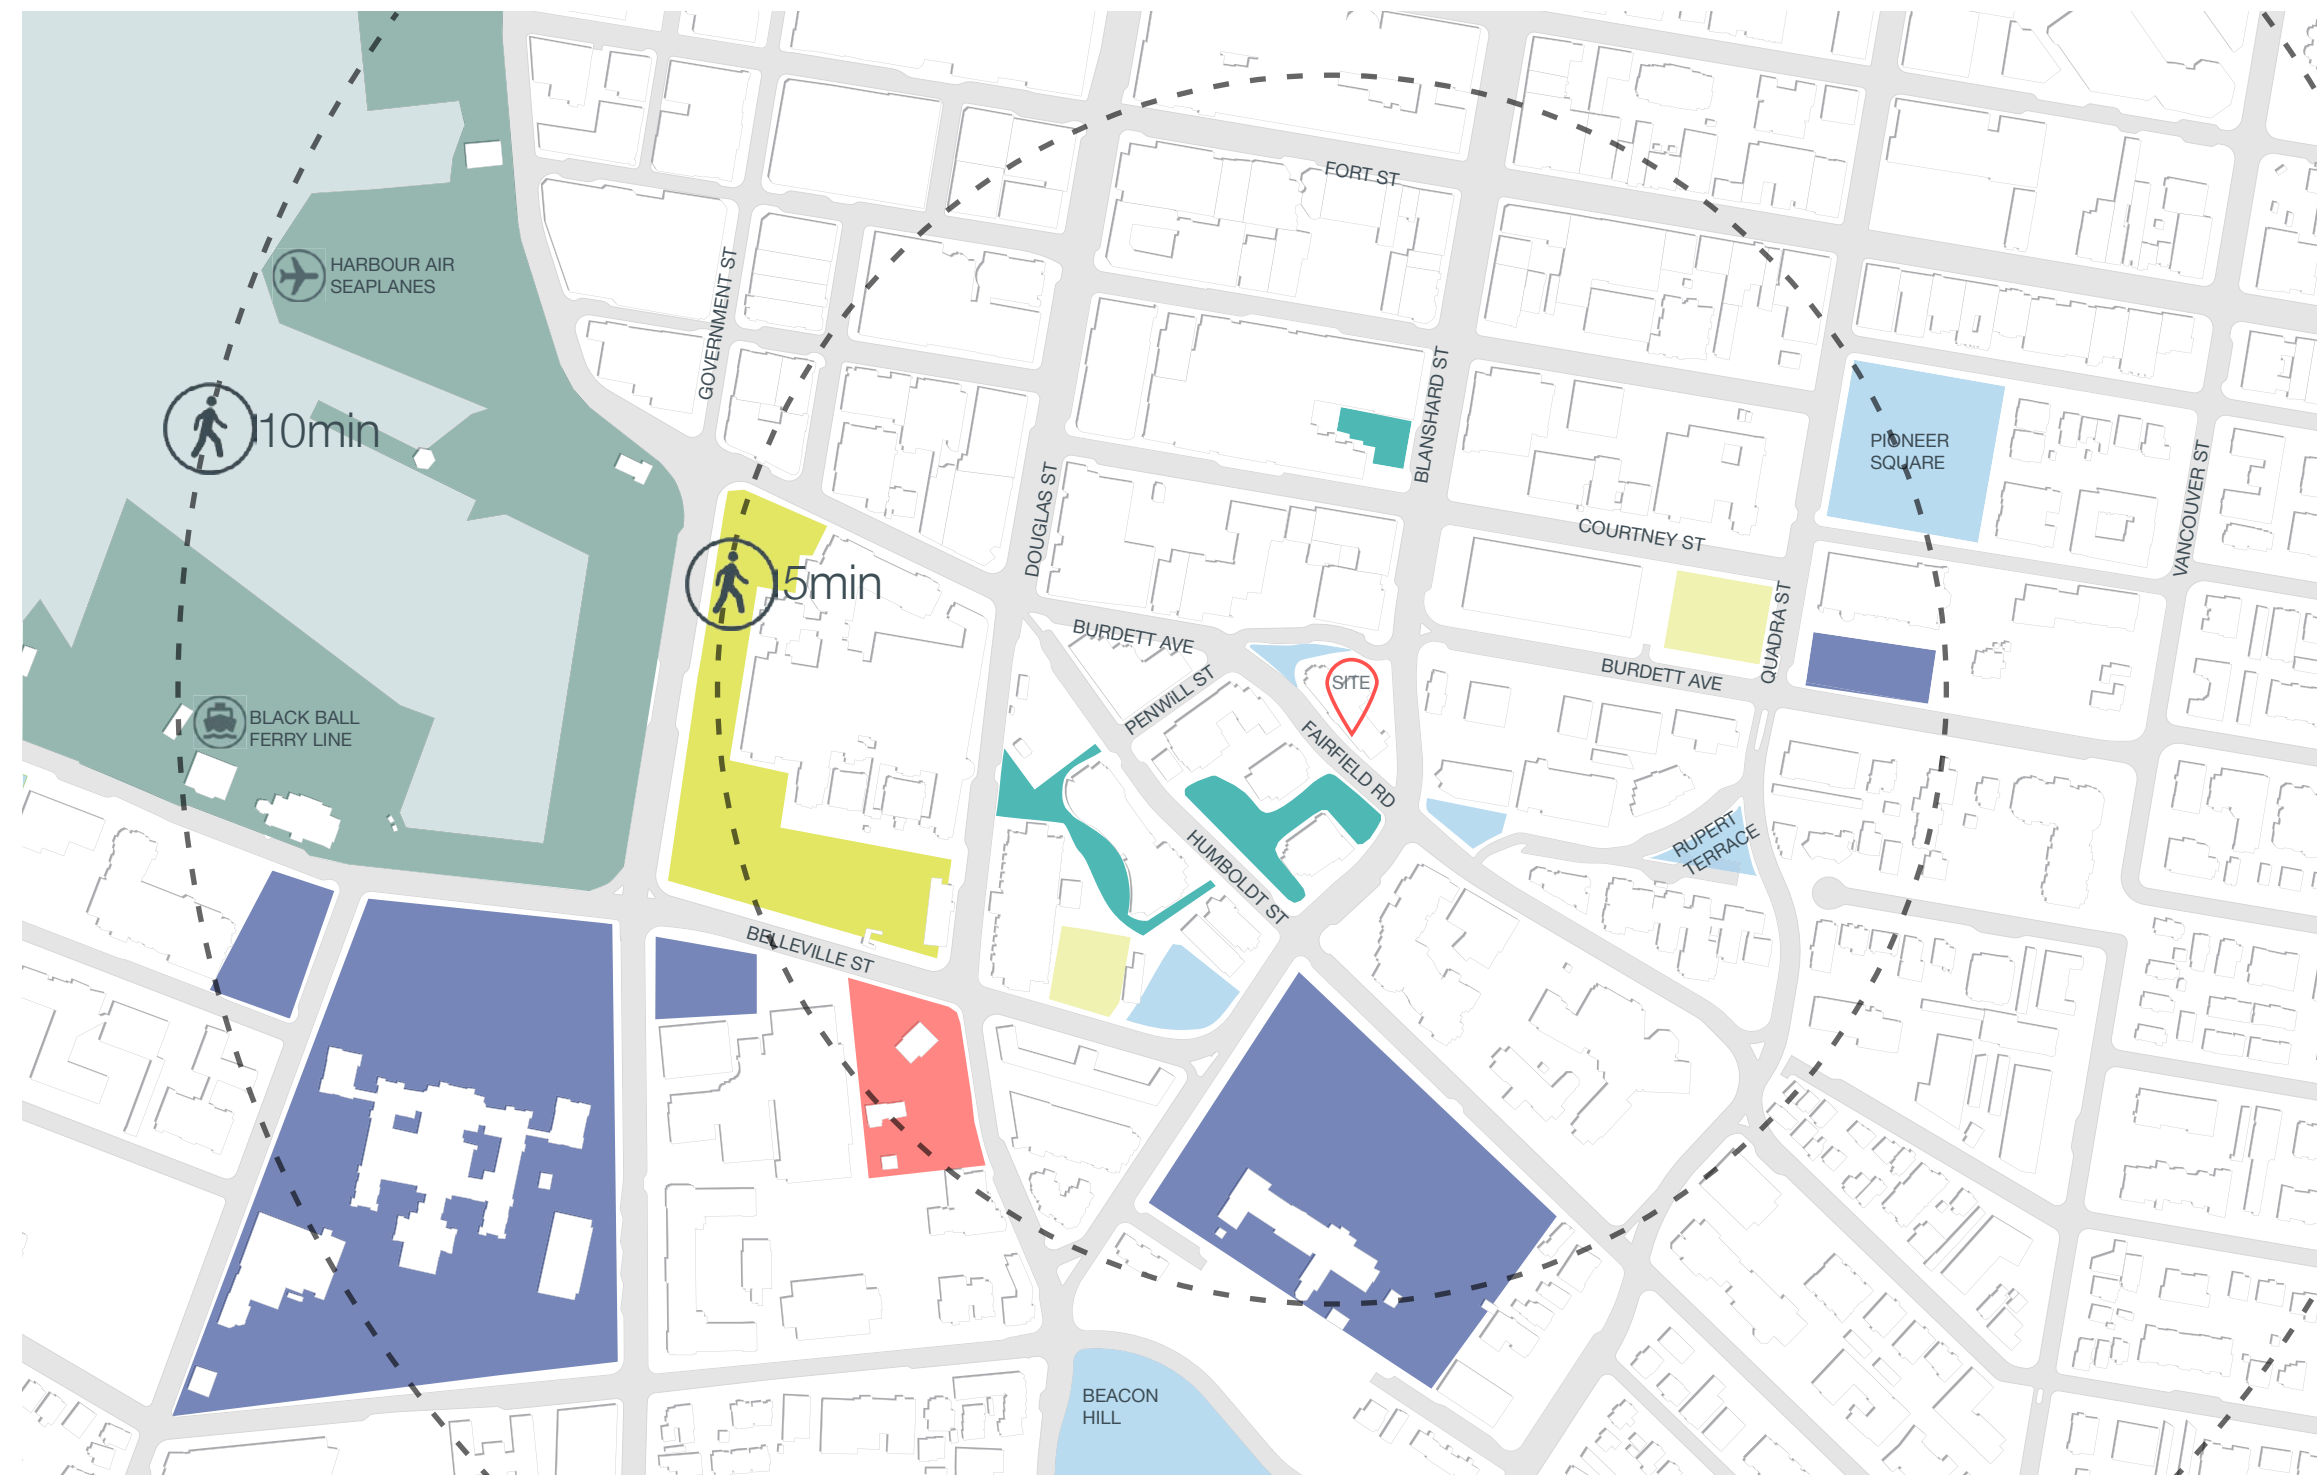 FORT ST
HARBOUR AIR
SEAPLANES
GOVERNMENT ST
BLANSHARD ST
10min
PIONEER
SQUARE
VANCOUVER ST
DOUGLAS ST
COURTNEY ST
5min
QUADRA ST
BURDETT AVE
BURDETT AVE
PENWiLL ST
SITE
BLACK BALL
FERRY LINE
FAIRFIELD RD
RUPERT
TERRACE
HUMBOLDT ST
BELLEVILLE ST
BEACON
HILL